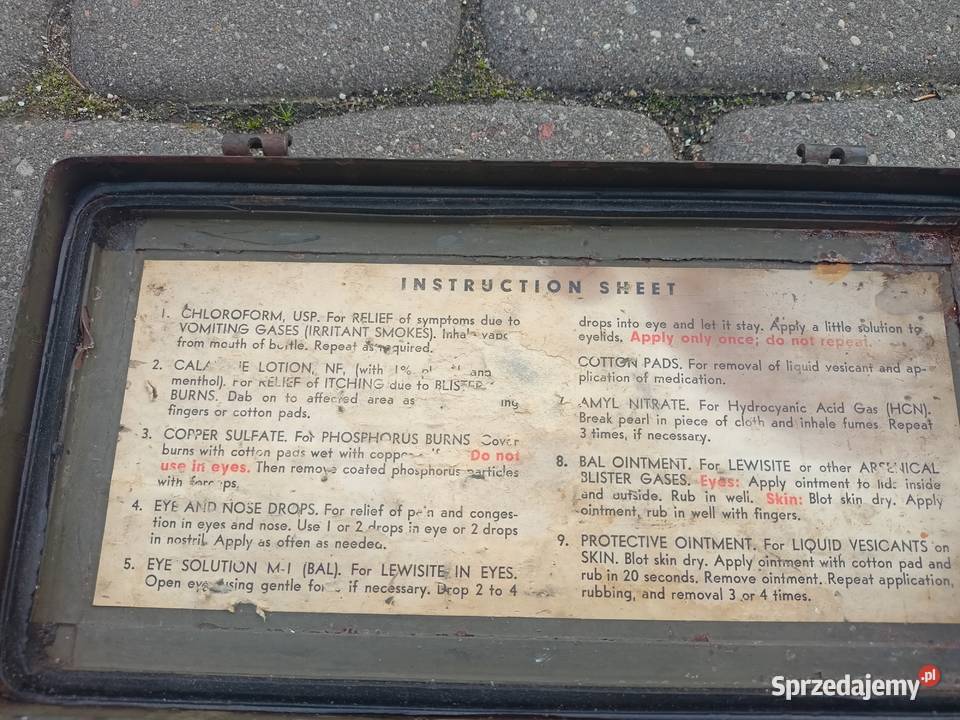 INSTRUCTION SHEET
1. CHLOROFORM, USP. For RELIEF of symptoms due to
VOMITING GASES (IRRITANT SMOKES). Inhale vapor
from mouth of bottle. Repeat as required.
2. LOTION, NF, (with 1% and
menthol). For RELIEF of ITCHING due to BLISTER
BURNS. Dab on to affected area as
fingers or cotton pads.
3. COPPER SULFATE. For PHOSPHORUS BURNS. Cover
burns with cotton pads wet with Do not
use in eyes. Then remove coated phosphorus particles
with forceps.
4. EYE AND NOSE DROPS. For relief of pain and conges-
tion in eyes and nose. Use 1 or 2 drops in eye or 2 drops
in nostril. Apply as often as needed.
5. EYE SOLUTION M-1 (BAL). For LEWISITE IN EYES.
Open eye using gentle if necessary. Drop 2 to 4
drops into eye and let it stay. Apply a little solution to
eyelids. Apply only once; do not repeat.
COTTON PADS. For removal of liquid vesicant and ap-
plication of medication.
7. AMYL NITRATE. For Hydrocyanic Acid Gas (HCN).
Break pearl in piece of cloth and inhale fumes. Repeat
3 times, if necessary.
8. BAL OINTMENT. For LEWISITE or other ARSENICAL
BLISTER GASES. Eyes: Apply ointment to lids inside
and outside. Rub in well. Skin: Blot skin dry. Apply
ointment, rub in well with fingers.
9. PROTECTIVE OINTMENT. For LIQUID VESICANTS on
SKIN. Blot skin dry. Apply ointment with cotton pad and
rub in 20 seconds. Remove ointment. Repeat application,
rubbing, and removal 3 or 4 times.
Sprzedajemy.pl